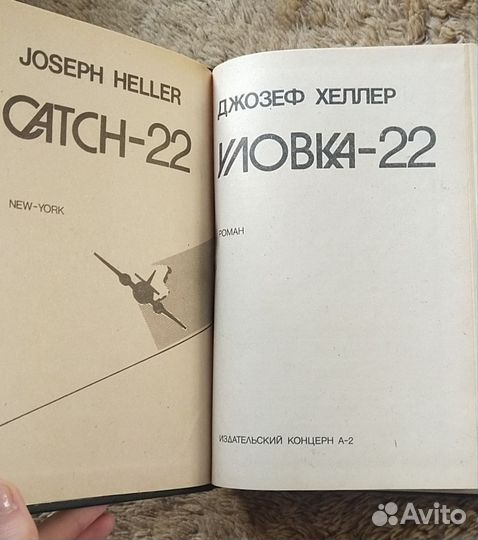 JOSEPH HELLER
CATCH-22
NEW-YORK
ДЖОЗЕФ ХЕЛЛЕР
УЛОВКА-22
РОМАН
ИЗДАТЕЛЬСКИЙ КОНЦЕРН А-2
Avito